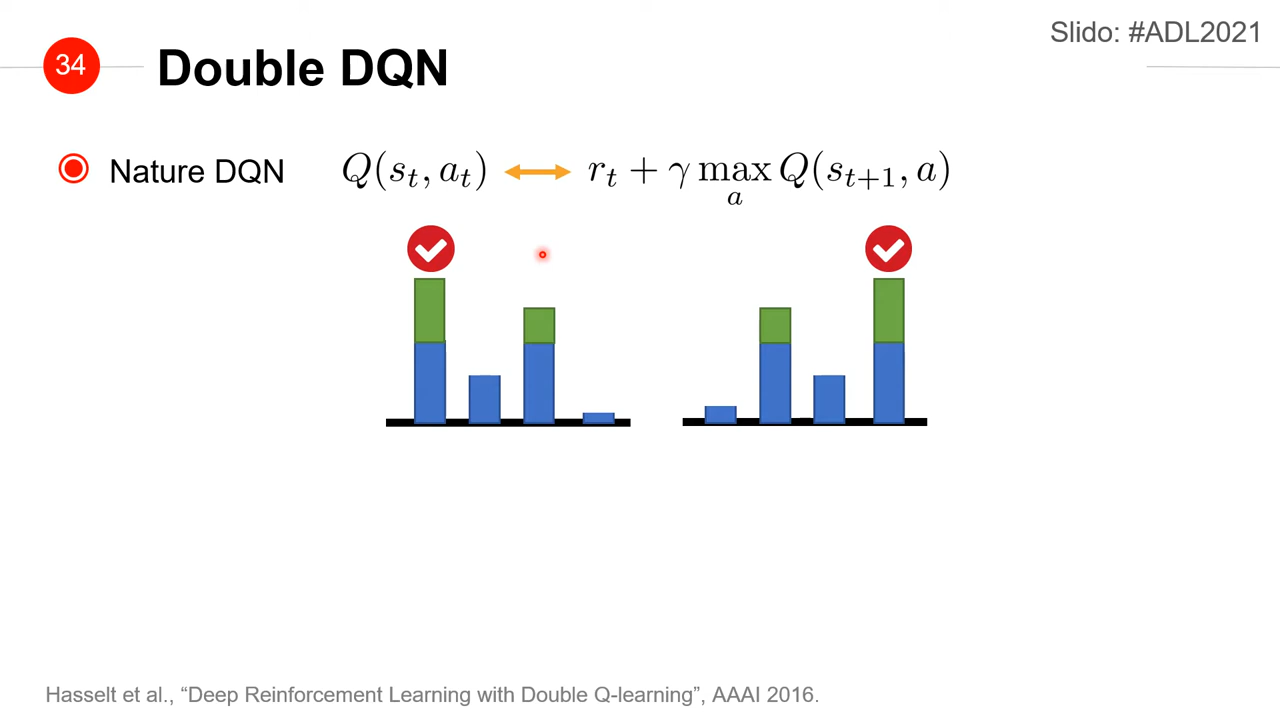 Slido: #ADL2021
34
Double DQN
Nature DQN Q(s_t, a_t) ↔ r_t + γ max_a Q(s_{t+1}, a)
Hasselt et al., “Deep Reinforcement Learning with Double Q-learning”, AAAI 2016.